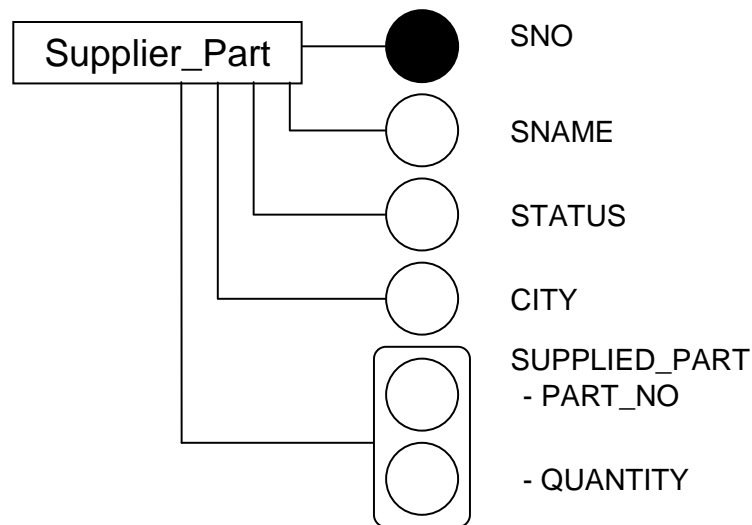 Supplier_Part
SNO
SNAME
STATUS
CITY
SUPPLIED_PART
- PART_NO
- QUANTITY